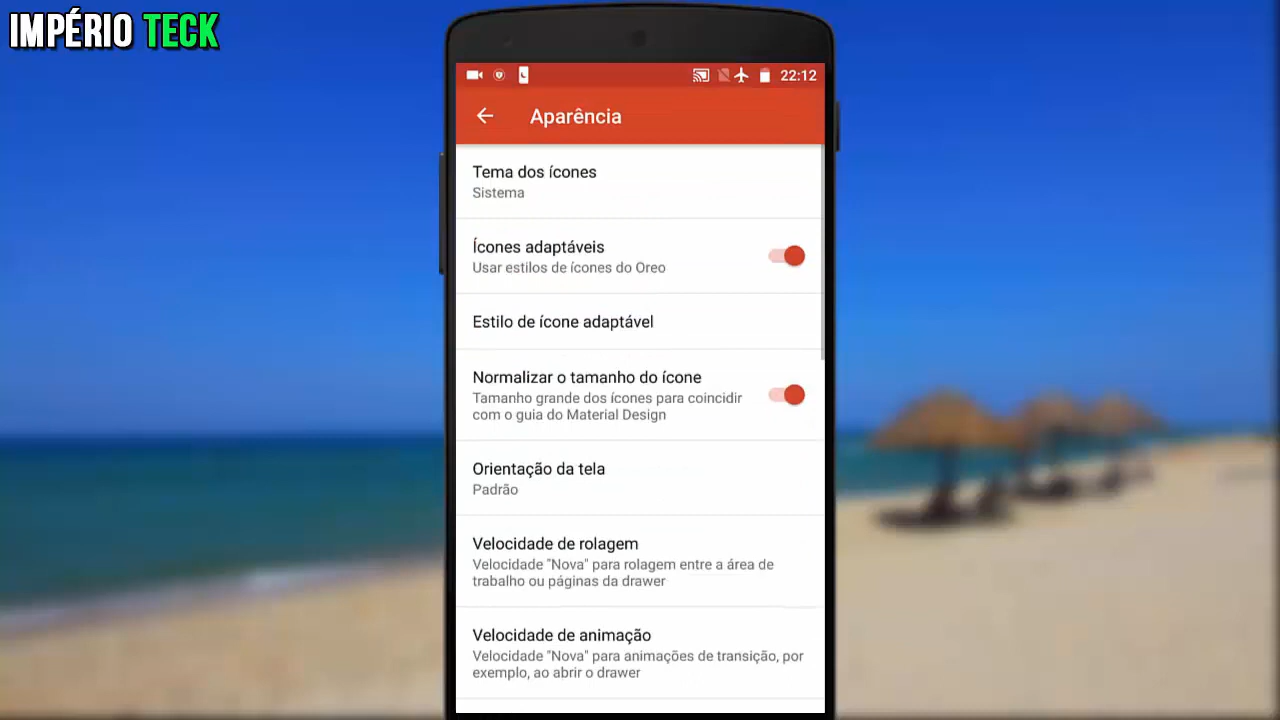 IMPÉRIO TECK
22:12
Aparência
Tema dos ícones
Sistema
Ícones adaptáveis
Usar estilos de ícones do Oreo
Estilo de ícone adaptável
Normalizar o tamanho do ícone
Tamanho grande dos ícones para coincidir
com o guia do Material Design
Orientação da tela
Padrão
Velocidade de rolagem
Velocidade "Nova" para rolagem entre a área de
trabalho ou páginas da drawer
Velocidade de animação
Velocidade "Nova" para animações de transição, por
exemplo, ao abrir o drawer